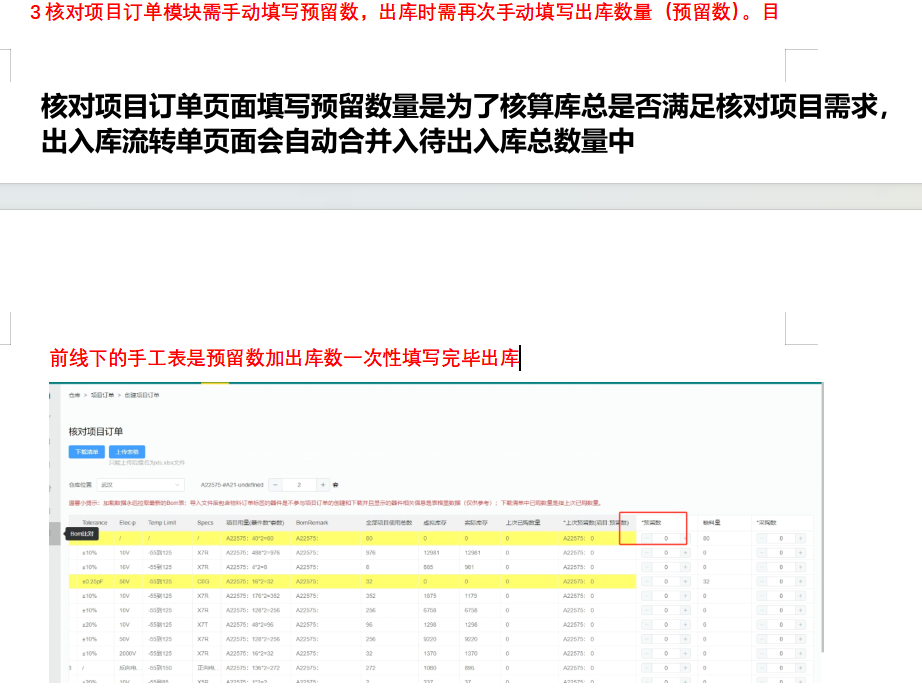 3核对项目订单模块需手动填写预留数，出库时需再次手动填写出库数量（预留数）。目
核对项目订单页面填写预留数量是为了核算库总是否满足核对项目需求，
出入库流转单页面会自动合并入待出入库总数量中
前线下的手工表是预留数加出库数一次性填写完毕出库
仓库 > 项目订单 > 创建项目订单
核对项目订单
下载清单 上传表格
仓库位置 武汉 A22575-#A21-undefined - 2 +
Bom比对
Tolerance Elec.p Temp Limit Specs 项目用量(器件数*套数) BomRemark 全部项目使用总数 虚拟库存 实际库存 上次已购数量 *上次预留数(项目:预留数) *预留数 缺料量 *采购数
/ / / A22575: 40*2=80 A22575: 80 0 0 0 A22575: 0 - 0 + 80 - 0 +
±10% 10V -55到125 X7R A22575: 488*2=976 A22575: 976 12961 12961 0 A22575: 0 - 0 + 0 - 0 +
±10% 16V -55到125 X7R A22575: 4*2=8 A22575: 8 885 961 0 A22575: 0 - 0 + 0 - 0 +
±0.25pF 50V -55到125 C0G A22575: 16*2=32 A22575: 32 0 0 0 A22575: 0 - 0 + 32 - 0 +
±10% 10V -55到125 X7R A22575: 176*2=352 A22575: 352 1875 1175 0 A22575: 0 - 0 + 0 - 0 +
±10% 10V -55到125 X7R A22575: 128*2=256 A22575: 256 6758 6758 0 A22575: 0 - 0 + 0 - 0 +
±20% 10V -55到125 X7T A22575: 48*2=96 A22575: 96 1298 1298 0 A22575: 0 - 0 + 0 - 0 +
±10% 50V -55到125 X7R A22575: 128*2=256 A22575: 256 9220 9220 0 A22575: 0 - 0 + 0 - 0 +
±10% 2000V -55到125 X7R A22575: 16*2=32 A22575: 32 1370 1370 0 A22575: 0 - 0 + 0 - 0 +
/ 反向电... -55到150 正向电... A22575: 136*2=272 A22575: 272 1080 0 A22575: 0 - 0 + 0 - 0 +